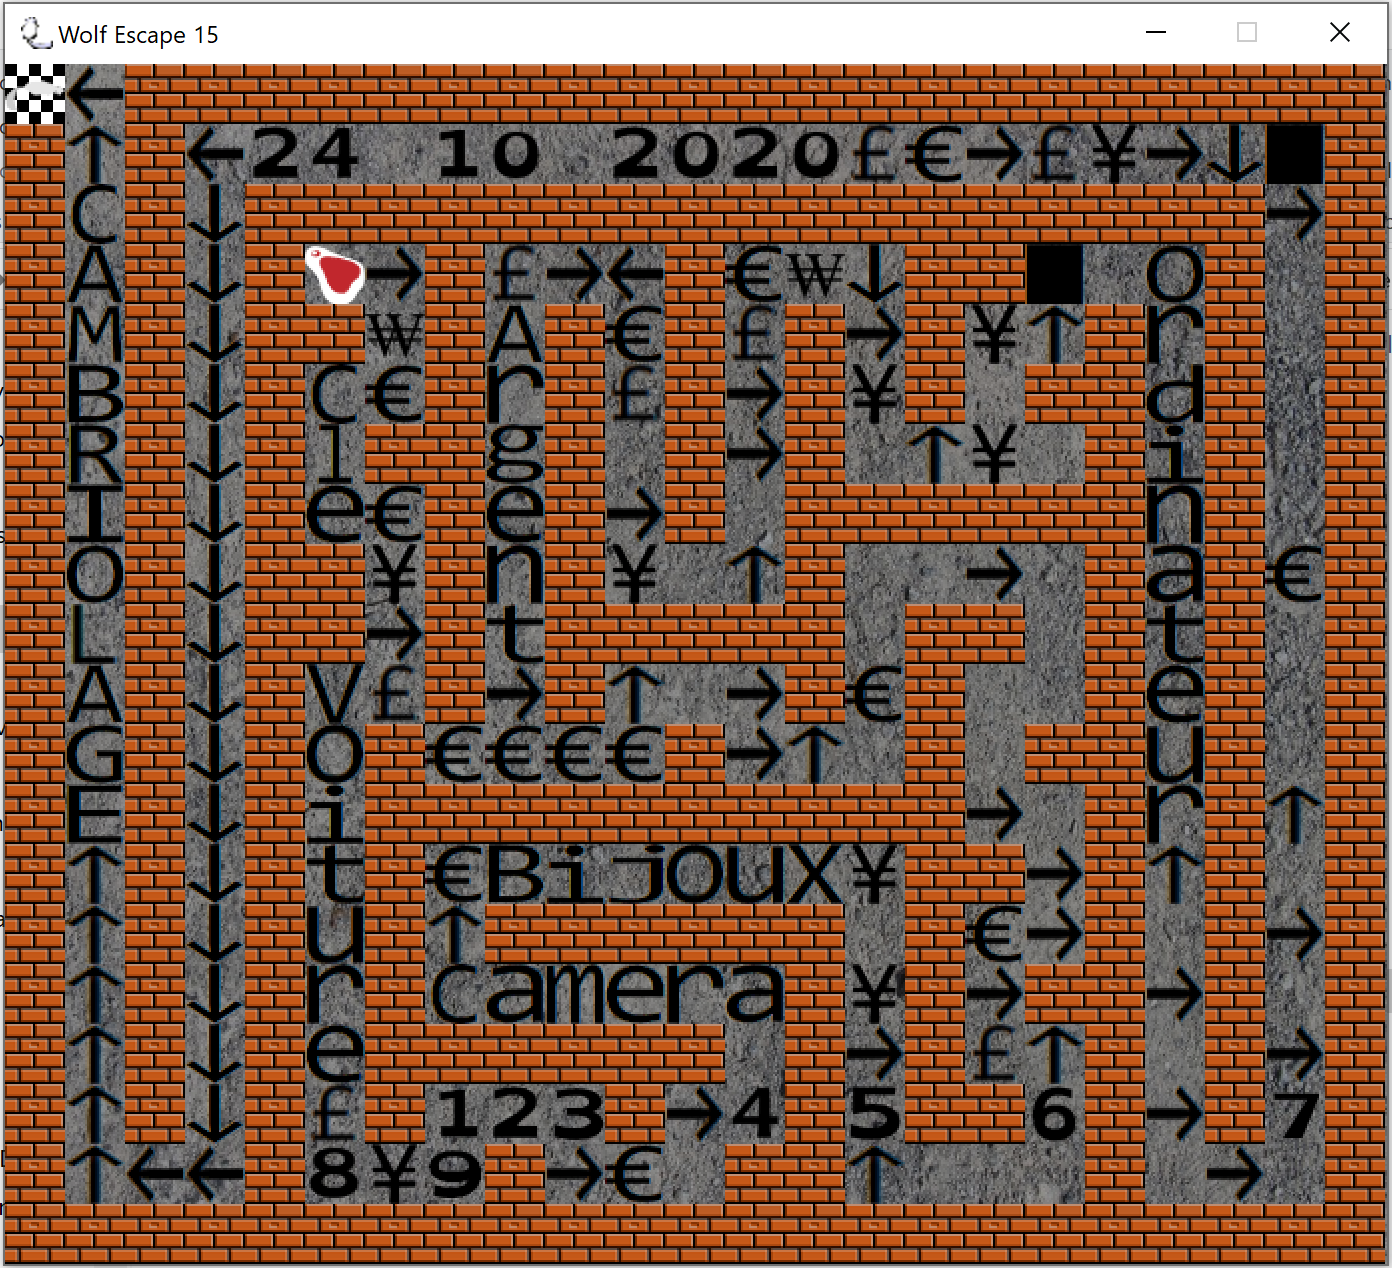 Wolf Escape 15
←24 10 2020£€→£¥→↓
CAMBRIOLAGE
Cle
Argent
ordinateur
Voiture
€€€€
€Bijoux¥
camera
123 →4 5 6 → 7
8¥9 →€ ↑ →